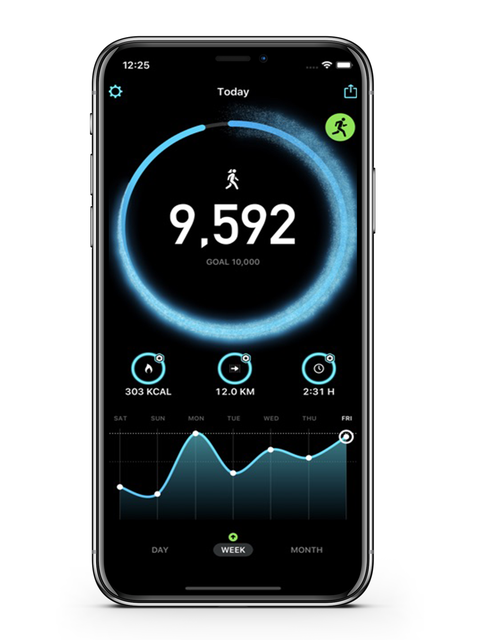 12:25
Today
9,592
GOAL 10,000
303 KCAL 12.0 KM 2:31 H
SAT SUN MON TUE WED THU FRI
DAY WEEK MONTH